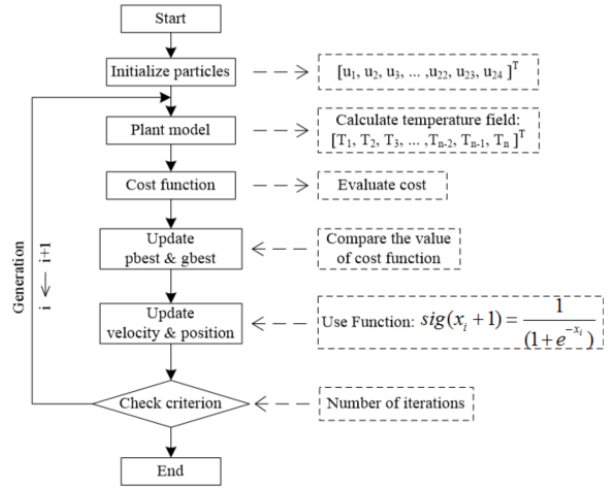 Start
Initialize particles
[u₁, u₂, u₃, ... ,u₂₂, u₂₃, u₂₄ ]ᵀ
Plant model
Calculate temperature field:
[T₁, T₂, T₃, ... ,Tₙ₋₂, Tₙ₋₁, Tₙ ]ᵀ
Cost function
Evaluate cost
Update
pbest & gbest
Compare the value
of cost function
Generation
i ← i+1
Update
velocity & position
Use Function: sig(xᵢ + 1) = 1 / (1 + e^(-xᵢ))
Check criterion
Number of iterations
End